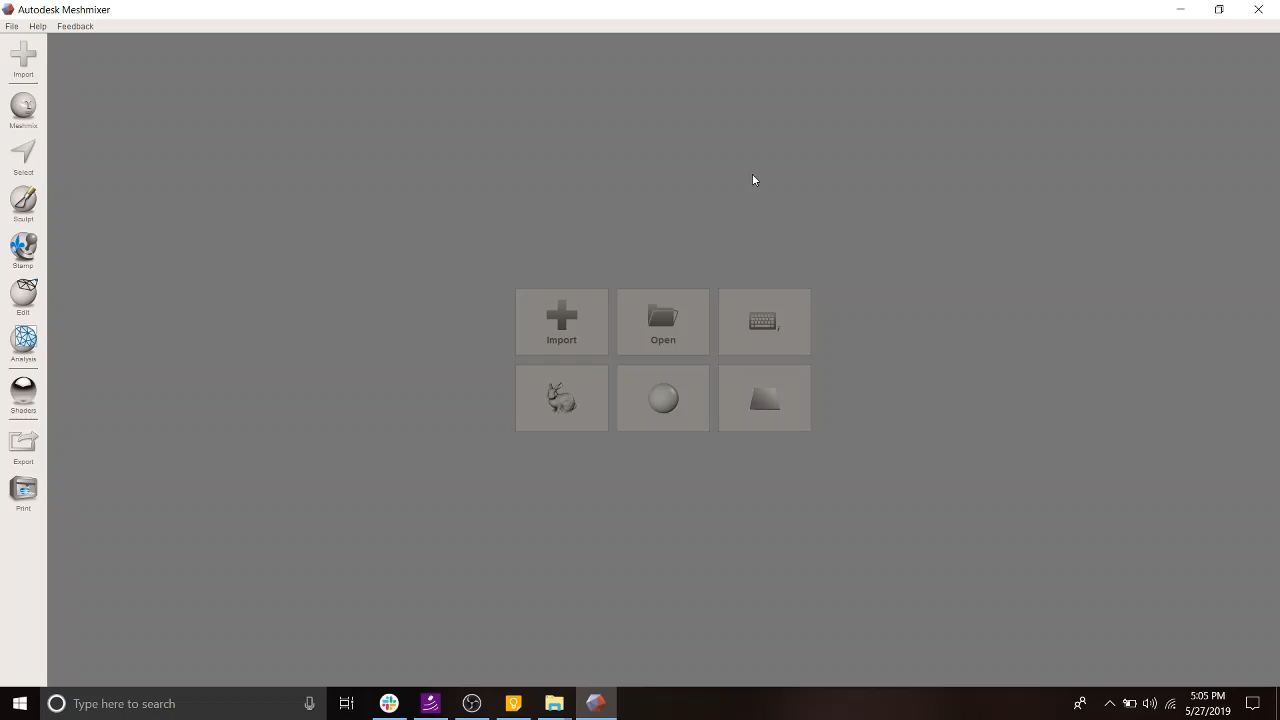 Autodesk Meshmixer
File Help Feedback
Import
Meshmix
Select
Sculpt
Stamp
Edit
Analysis
Shaders
Export
Print
Import Open
Type here to search
5:05 PM
5/27/2019